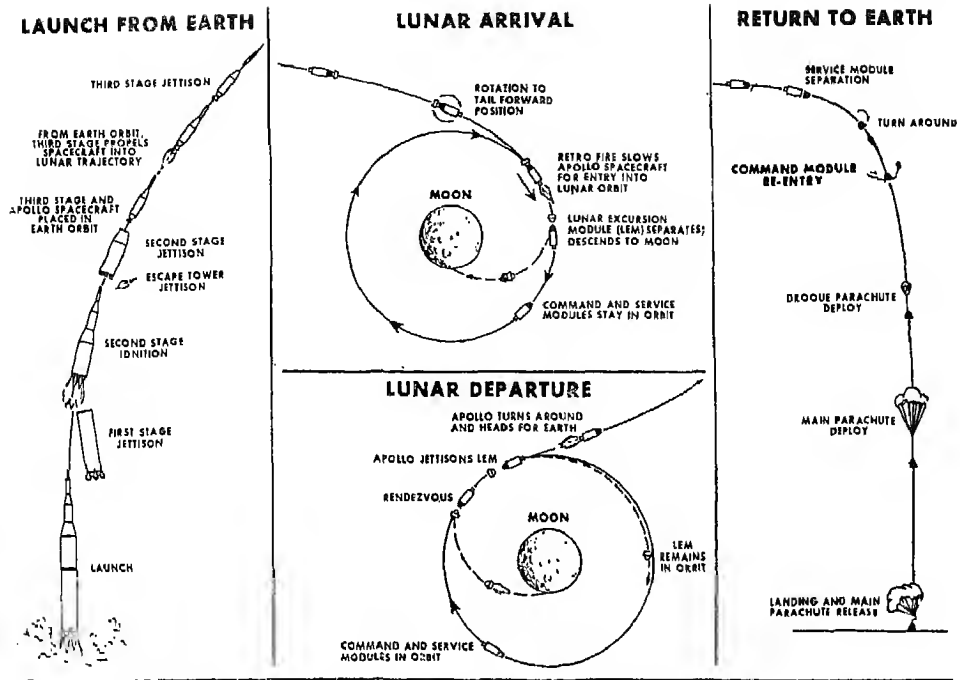 LAUNCH FROM EARTH
THIRD STAGE JETTISON
FROM EARTH ORBIT,
THIRD STAGE PROPELS
SPACECRAFT INTO
LUNAR TRAJECTORY
THIRD STAGE AND
APOLLO SPACECRAFT
PLACED IN
EARTH ORBIT
SECOND STAGE
JETTISON
ESCAPE TOWER
JETTISON
SECOND STAGE
IGNITION
FIRST STAGE
JETTISON
LAUNCH
LUNAR ARRIVAL
ROTATION TO
TAIL FORWARD
POSITION
RETRO FIRE SLOWS
APOLLO SPACECRAFT
FOR ENTRY INTO
LUNAR ORBIT
MOON
LUNAR EXCURSION
MODULE (LEM) SEPARATES;
DESCENDS TO MOON
COMMAND AND SERVICE
MODULES STAY IN ORBIT
LUNAR DEPARTURE
APOLLO TURNS AROUND
AND HEADS FOR EARTH
APOLLO JETTISONS LEM
RENDEZVOUS
MOON
LEM
REMAINS
IN ORBIT
COMMAND AND SERVICE
MODULES IN ORBIT
RETURN TO EARTH
SERVICE MODULE
SEPARATION
TURN AROUND
COMMAND MODULE
RE-ENTRY
DROGUE PARACHUTE
DEPLOY
MAIN PARACHUTE
DEPLOY
LANDING AND MAIN
PARACHUTE RELEASE